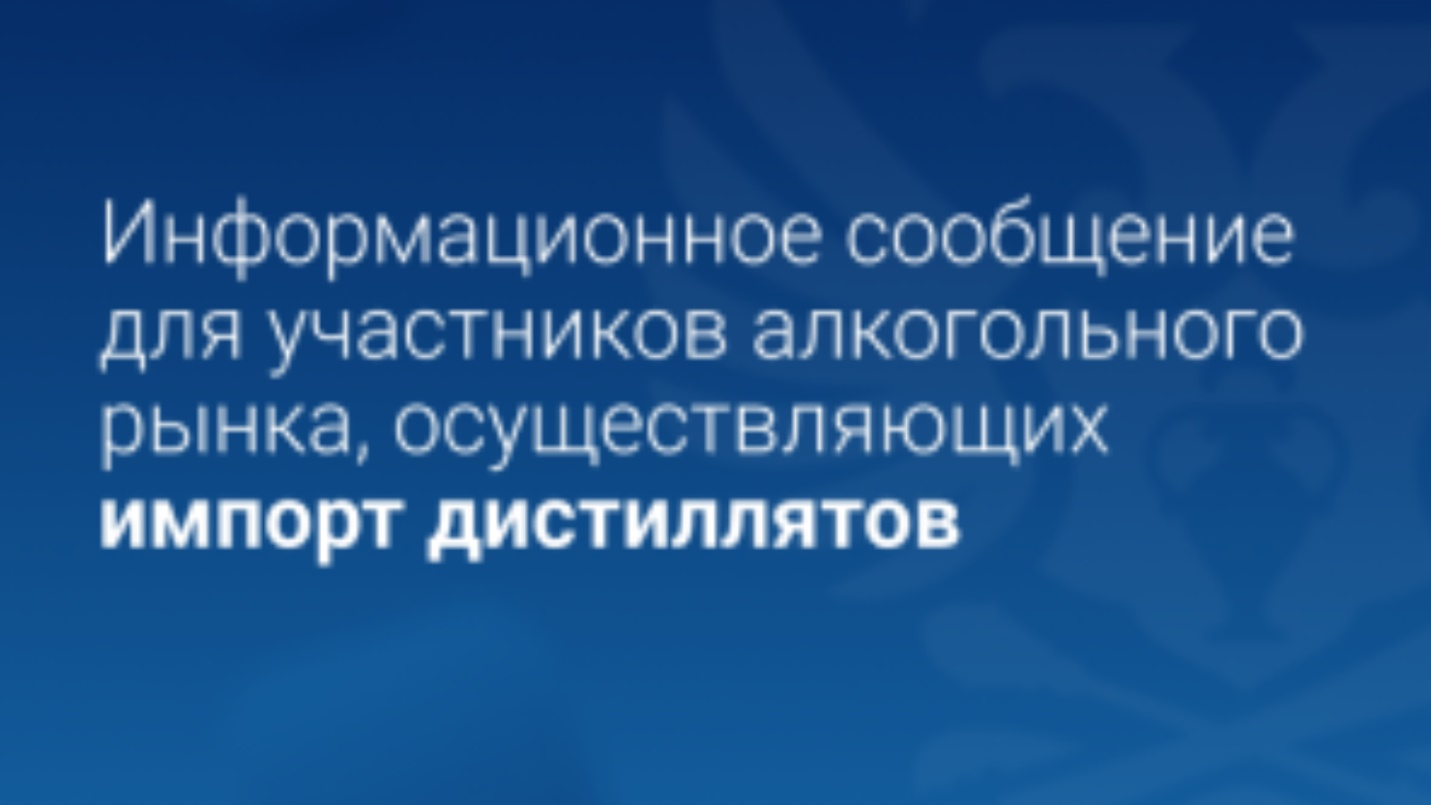 Информационное сообщение
для участников алкогольного
рынка, осуществляющих
импорт дистиллятов